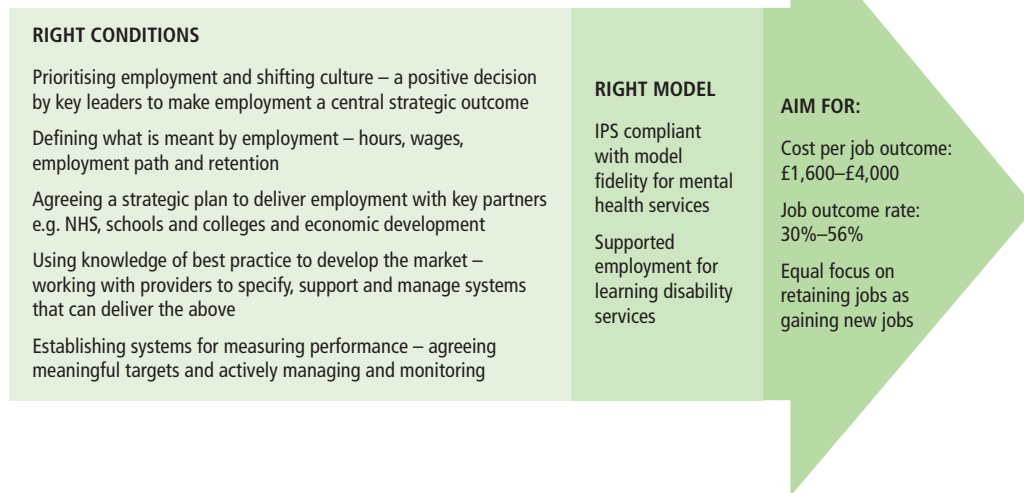 RIGHT CONDITIONS
Prioritising employment and shifting culture – a positive decision
by key leaders to make employment a central strategic outcome
Defining what is meant by employment – hours, wages,
employment path and retention
Agreeing a strategic plan to deliver employment with key partners
e.g. NHS, schools and colleges and economic development
Using knowledge of best practice to develop the market –
working with providers to specify, support and manage systems
that can deliver the above
Establishing systems for measuring performance – agreeing
meaningful targets and actively managing and monitoring
RIGHT MODEL
IPS compliant
with model
fidelity for mental
health services
Supported
employment for
learning disability
services
AIM FOR:
Cost per job outcome:
£1,600–£4,000
Job outcome rate:
30%–56%
Equal focus on
retaining jobs as
gaining new jobs